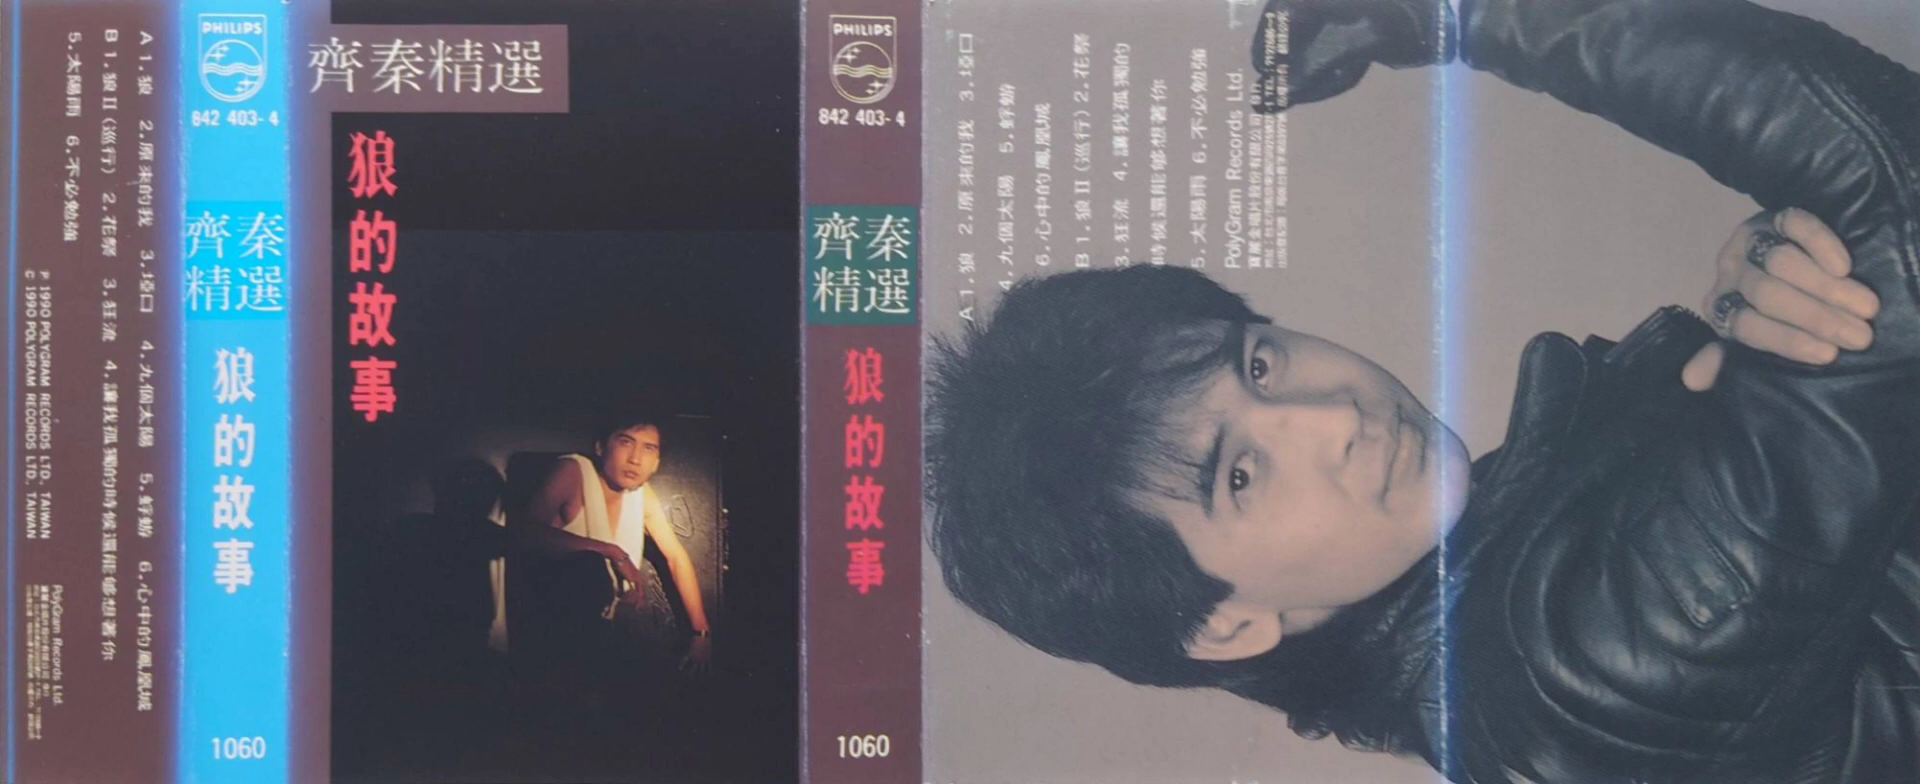 A 1.狼 2.原來的我 3.埡口 4.九個太陽 5.蜉蝣 6.心中的鳳凰城
B 1.狼II(巡行) 2.花祭 3.狂流 4.讓我孤獨的時候還能够想著你
5.太陽雨 6.不必勉強
P 1990 POLYGRAM RECORDS LTD. TAIWAN
C 1990 POLYGRAM RECORDS LTD. TAIWAN
PolyGram Records Ltd.
PHILIPS
842 403-4
齊秦
精選
狼的故事
1060
齊秦精選
狼的故事
PHILIPS
842 403-4
齊秦
精選
狼的故事
1060
A 1.狼 2.原來的我 3.埡口
4.九個太陽 5.蜉蝣
6.心中的鳳凰城
B 1.狼II(巡行) 2.花祭
3.狂流 4.讓我孤獨的
時候還能够想著你
5.太陽雨 6.不必勉強
PolyGram Records Ltd.